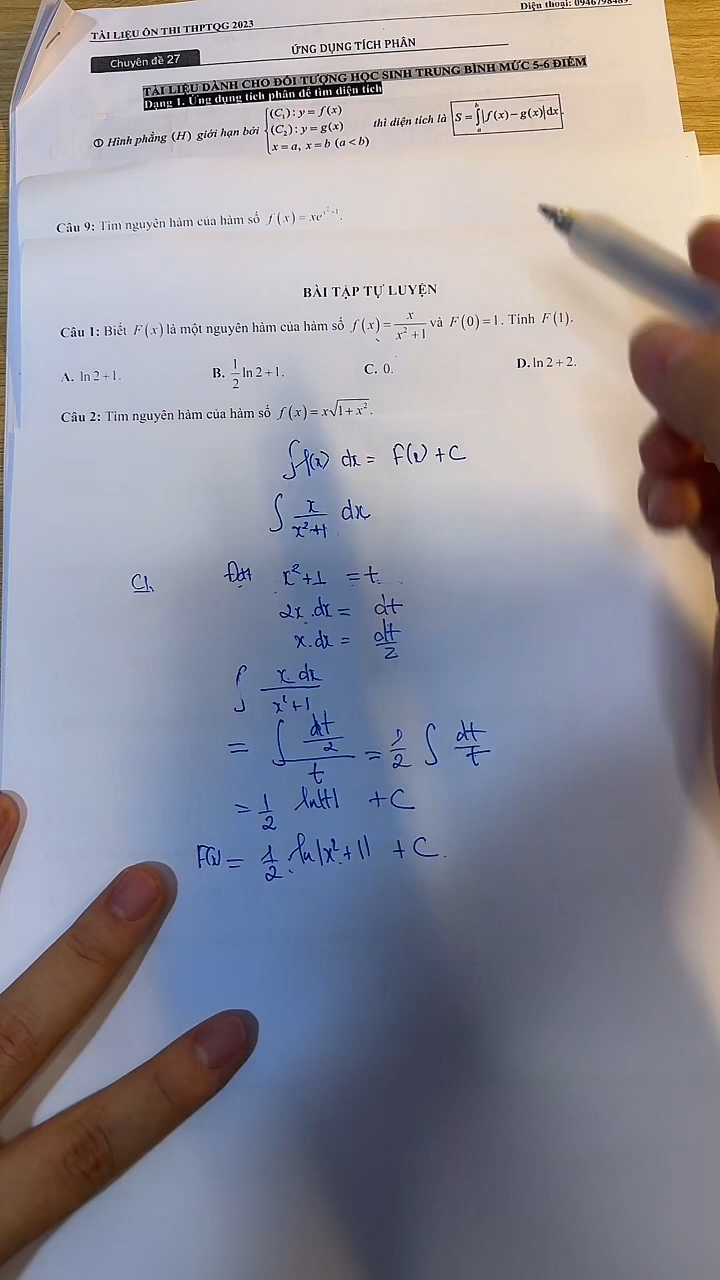 Điện thoại: 0946798489
TÀI LIỆU ÔN THI THPTQG 2023
Chuyên đề 27
ỨNG DỤNG TÍCH PHÂN
TÀI LIỆU DÀNH CHO ĐỐI TƯỢNG HỌC SINH TRUNG BÌNH MỨC 5-6 ĐIỂM
Dạng 1. Ứng dụng tích phân để tìm diện tích
① Hình phẳng (H) giới hạn bởi { (C₁): y = f(x) (C₂): y = g(x) x = a, x = b (a < b) thì diện tích là S = ∫ₐᵇ |f(x) − g(x)|dx.
Câu 9: Tìm nguyên hàm của hàm số f(x) = xe^(x²+1).
BÀI TẬP TỰ LUYỆN
Câu 1: Biết F(x) là một nguyên hàm của hàm số f(x) = x/(x²+1) và F(0) = 1. Tính F(1).
A. ln 2 + 1. B. 1/2 ln 2 + 1. C. 0. D. ln 2 + 2.
Câu 2: Tìm nguyên hàm của hàm số f(x) = x√(1+x²).
∫f(x) dx = F(x) + C
∫ x/(x²+1) dx
C1. Đặt x²+1 = t
2x.dx = dt
x.dx = dt/2
∫ x.dx/(x²+1)
= ∫ (dt/2)/t = 1/2 ∫ dt/t
= 1/2 ln|t| + C
F(x) = 1/2 .ln|x²+1| + C.